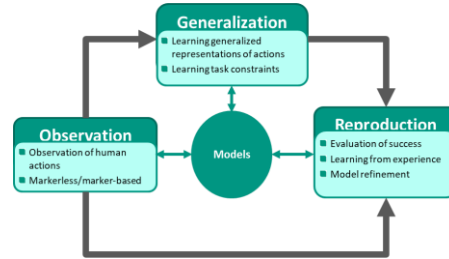 Generalization
Learning generalized
representations of actions
Learning task constraints
Observation
Observation of human
actions
Markerless/marker-based
Models
Reproduction
Evaluation of success
Learning from experience
Model refinement